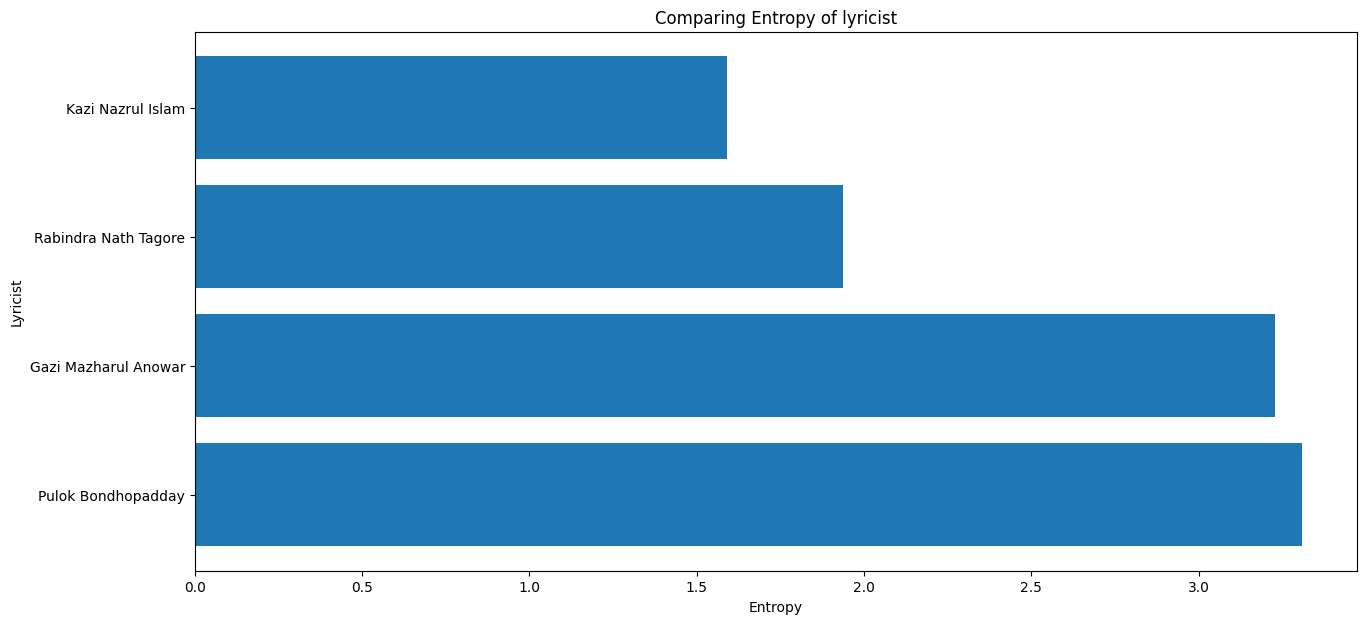 Comparing Entropy of lyricist
Kazi Nazrul Islam
Rabindra Nath Tagore
Gazi Mazharul Anowar
Pulok Bondhopadday
Lyricist
0.0 0.5 1.0 1.5 2.0 2.5 3.0
Entropy